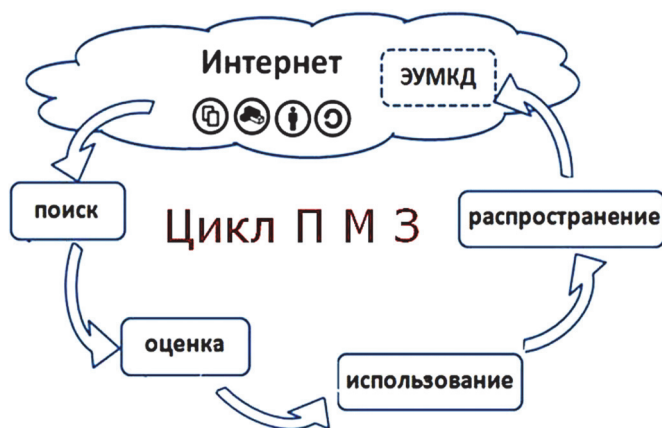 Интернет
ЭУМКД
поиск
Цикл П М З
распространение
оценка
использование